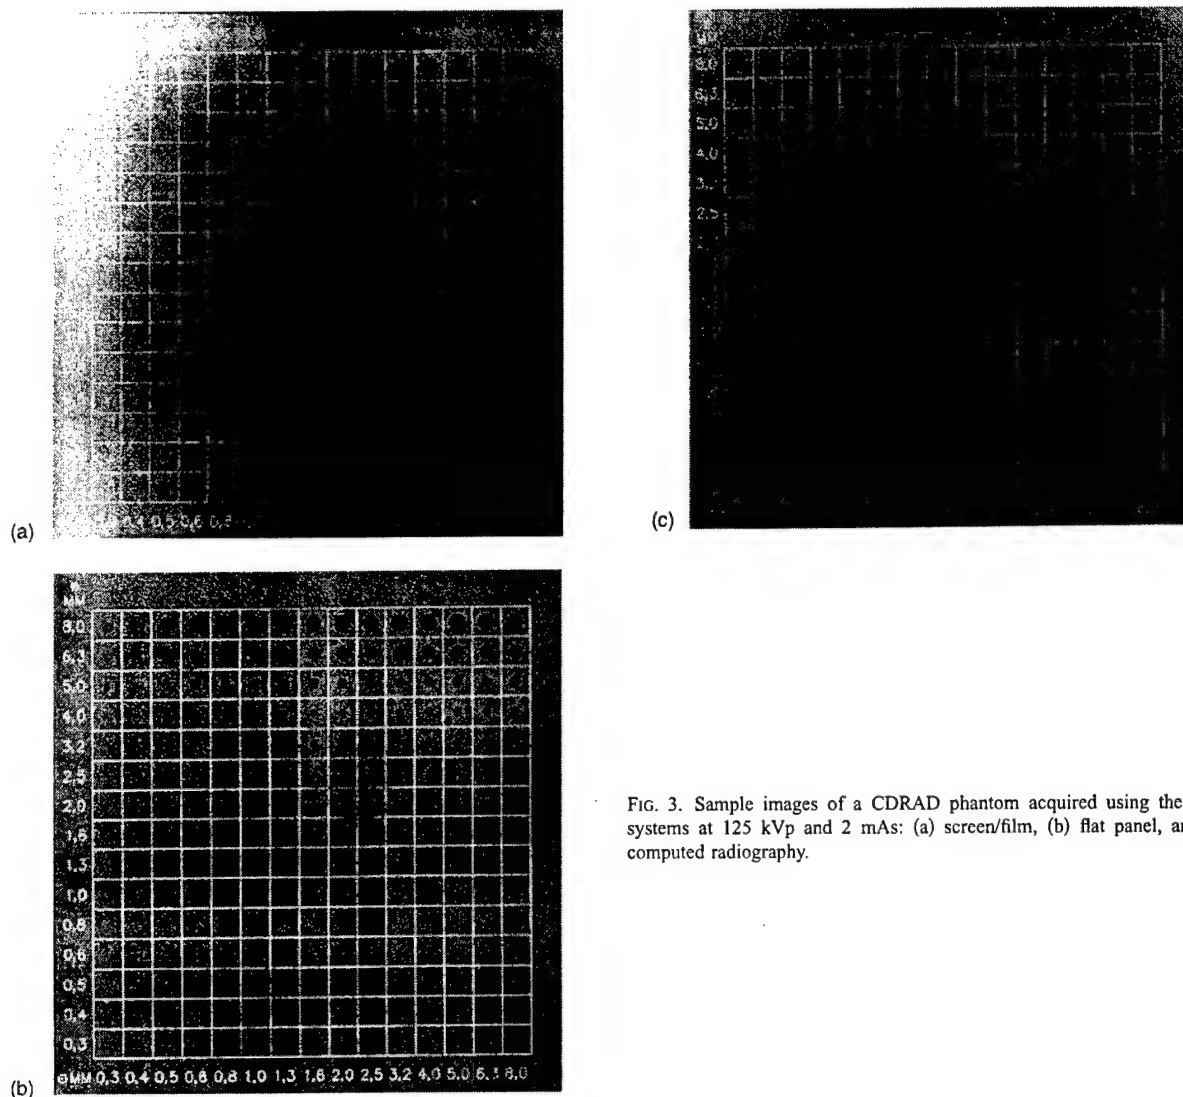 (a)
0.4 0.5 0.6 0.8
(c)
8.0
6.3
5.0
4.0
3.2
2.5
(b)
MM
8.0
6.3
5.0
4.0
3.2
2.5
2.0
1.6
1.3
1.0
0.8
0.6
0.5
0.4
0.3
MM 0.3 0.4 0.5 0.6 0.8 1.0 1.3 1.6 2.0 2.5 3.2 4.0 5.0 6.3 8.0
FIG. 3. Sample images of a CDRAD phantom acquired using the
systems at 125 kVp and 2 mAs: (a) screen/film, (b) flat panel, a
computed radiography.